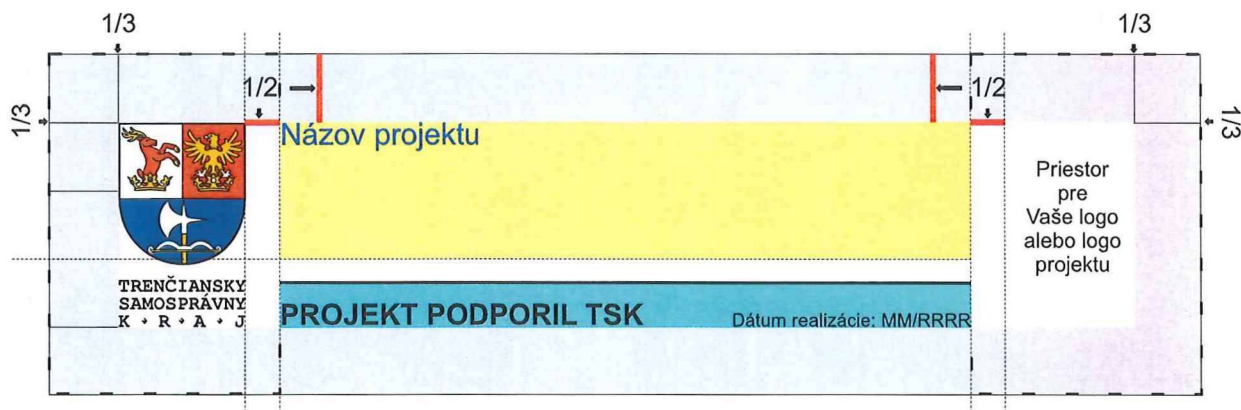 1/3
1/3
1/2
1/2
1/3
1/3
Názov projektu
Priestor
pre
Vaše logo
alebo logo
projektu
TRENČIANSKY
SAMOSPRÁVNY
K • R • A • J
PROJEKT PODPORIL TSK
Dátum realizácie: MM/RRRR